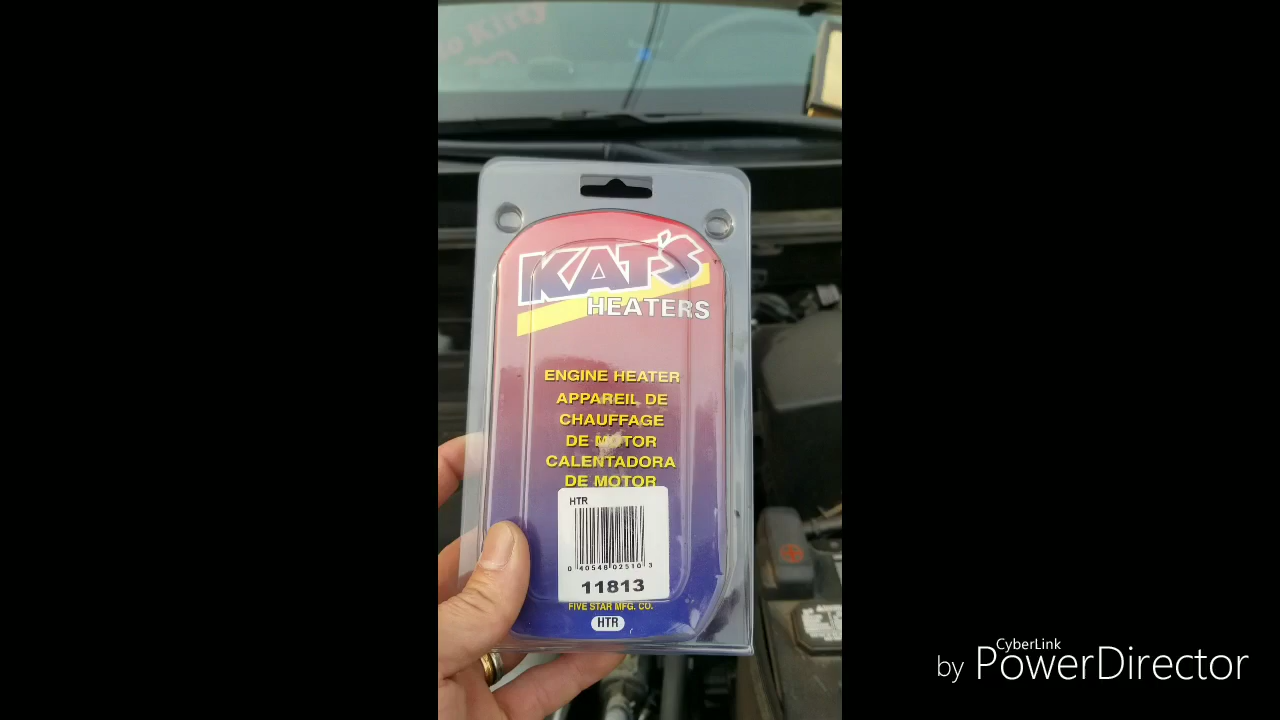 KAT'S
HEATERS
ENGINE HEATER
APPAREIL DE
CHAUFFAGE
DE MOTOR
CALENTADORA
DE MOTOR
HTR
0 40548 02510 3
11813
FIVE STAR MFG. CO.
HTR
CyberLink
by PowerDirector